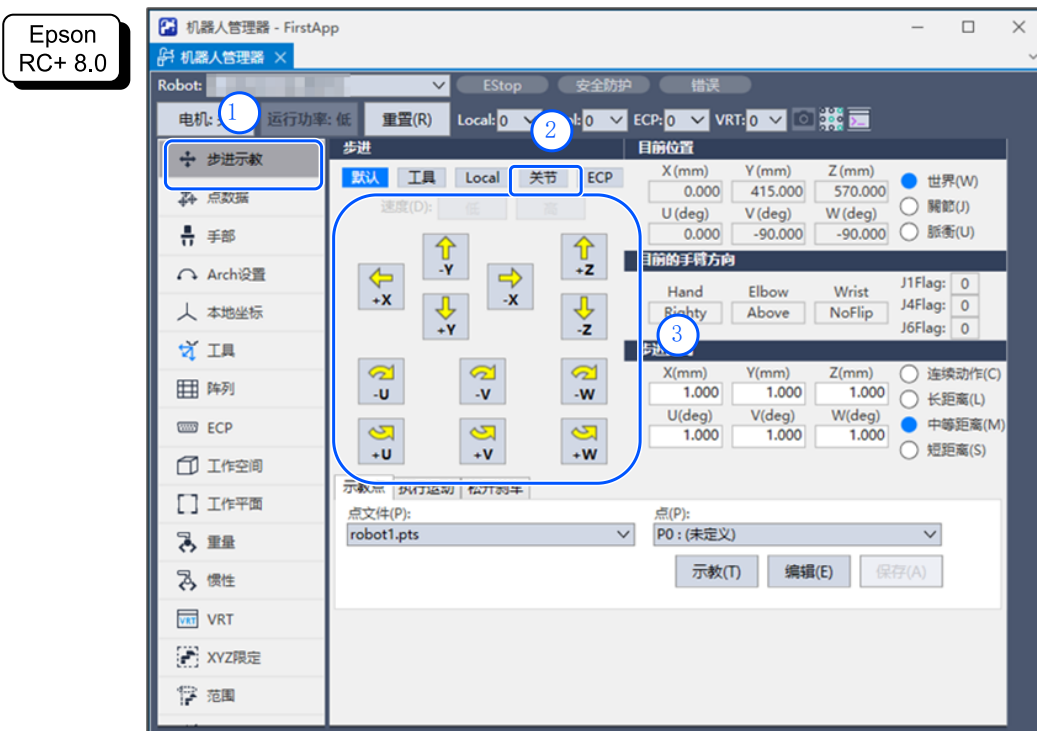 Epson
RC+ 8.0
机器人管理器 - FirstApp
机器人管理器
Robot:
EStop 安全防护 错误
电机: 1 运行功率: 低 重置(R) Local: 0 2 0 ECP: 0 VRT: 0
步进示教
点数据
手部
Arch设置
本地坐标
工具
阵列
ECP
工作空间
工作平面
重量
惯性
VRT
XYZ限定
范围
步进
默认 工具 Local 关节 ECP
速度(D): 低 高
-Y +Z
+X -X
+Y -Z
-U -V -W
+U +V +W
目前位置
X (mm) Y (mm) Z (mm)
0.000 415.000 570.000
U (deg) V (deg) W (deg)
0.000 -90.000 -90.000
世界(W)
關節(J)
脈衝(U)
目前的手臂方向
Hand Elbow Wrist
Righty Above NoFlip
J1Flag: 0
J4Flag: 0
J6Flag: 0
3
X(mm) Y(mm) Z(mm)
1.000 1.000 1.000
U(deg) V(deg) W(deg)
1.000 1.000 1.000
连续动作(C)
长距离(L)
中等距离(M)
短距离(S)
示教点 执行运动 松开刹车
点文件(P):
robot1.pts
点(P):
P0 : (未定义)
示教(T) 编辑(E) 保存(A)